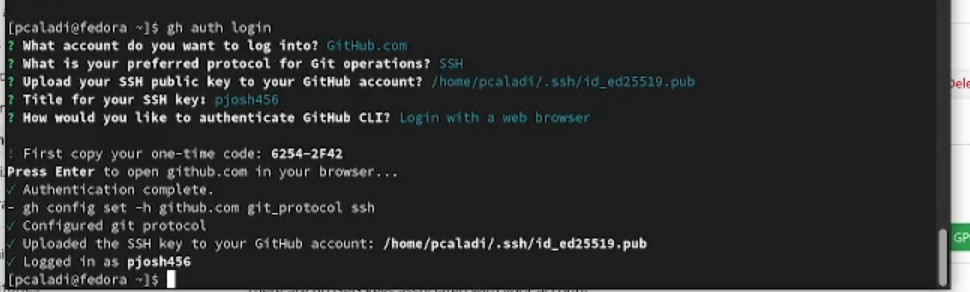 [pcaladi@fedora ~]$ gh auth login
? What account do you want to log into? GitHub.com
? What is your preferred protocol for Git operations? SSH
? Upload your SSH public key to your GitHub account? /home/pcaladi/.ssh/id_ed25519.pub
? Title for your SSH key: pjosh456
? How would you like to authenticate GitHub CLI? Login with a web browser
! First copy your one-time code: 6254-2F42
Press Enter to open github.com in your browser...
✓ Authentication complete.
- gh config set -h github.com git_protocol ssh
✓ Configured git protocol
✓ Uploaded the SSH key to your GitHub account: /home/pcaladi/.ssh/id_ed25519.pub
✓ Logged in as pjosh456
[pcaladi@fedora ~]$
Dele
GP